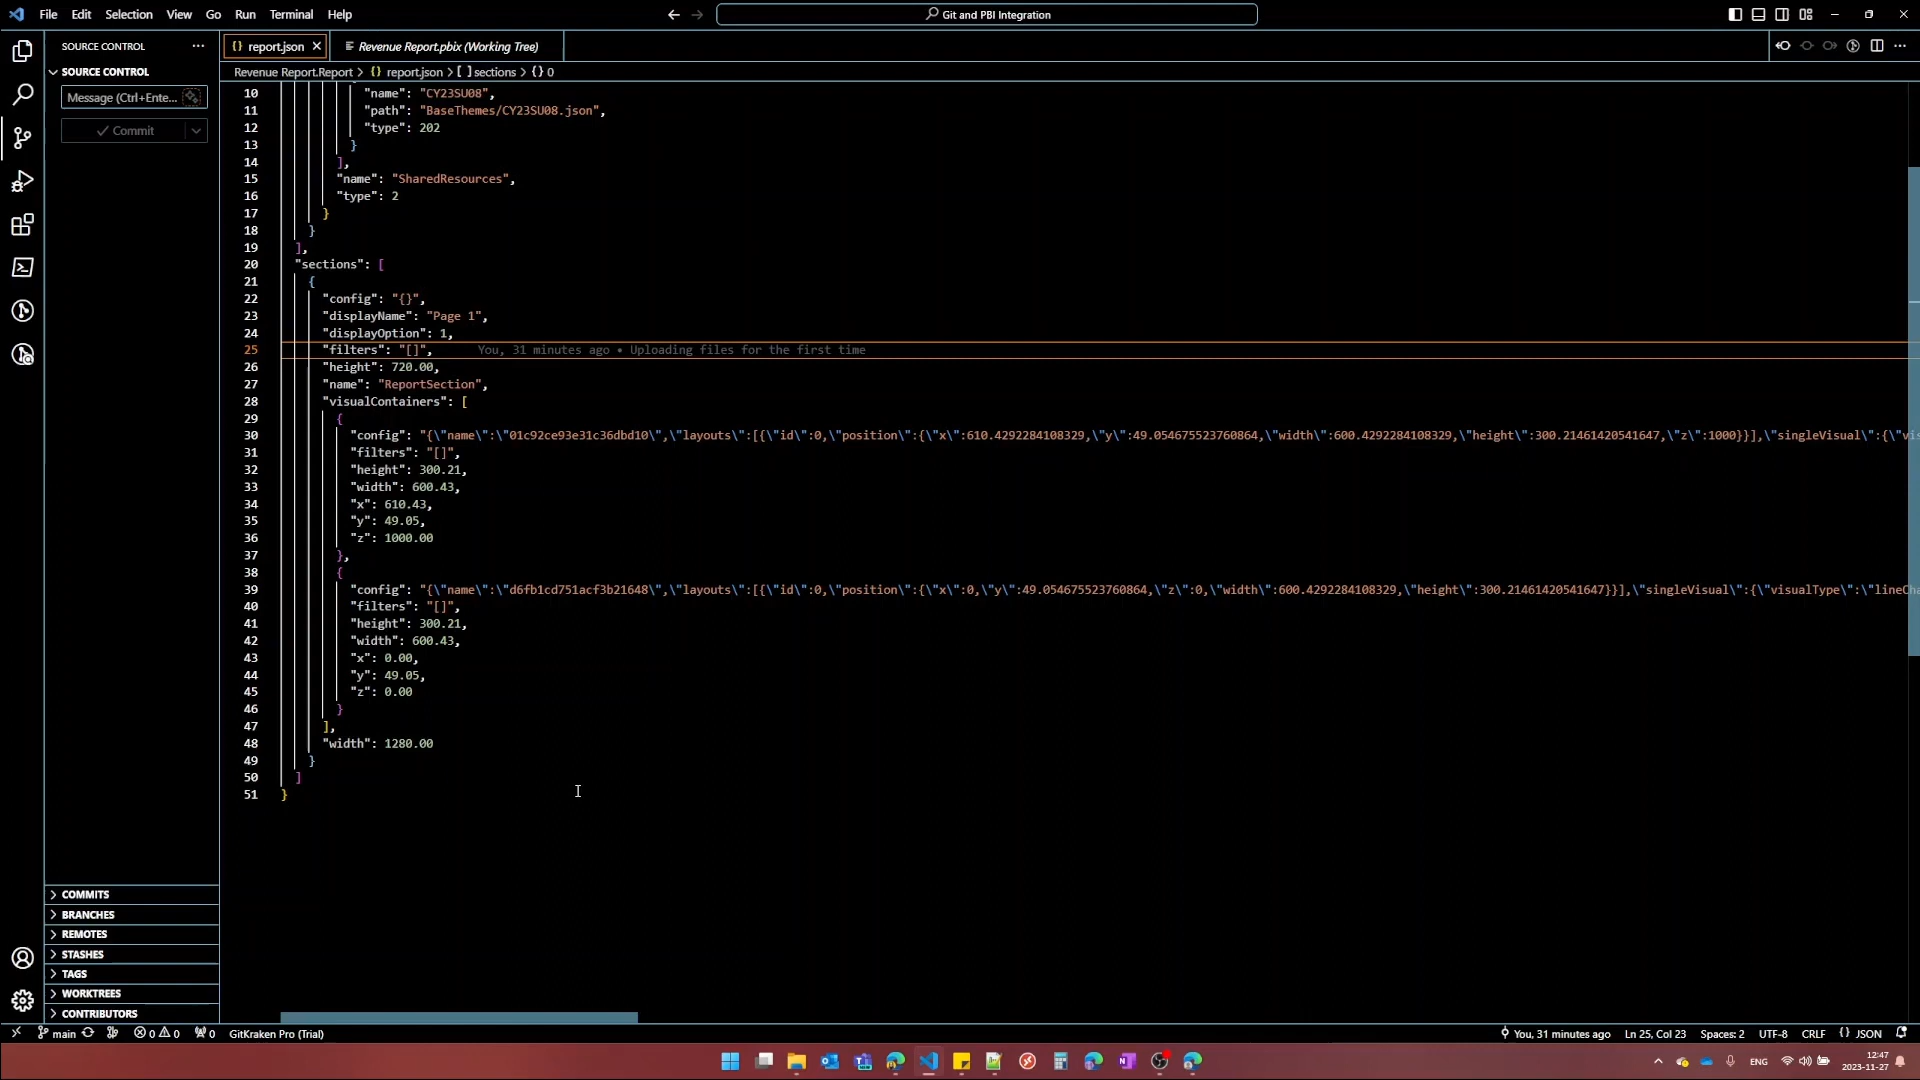 File Edit Selection View Go Run Terminal Help
Git and PBI Integration
SOURCE CONTROL
report.json
Revenue Report.pbix (Working Tree)
SOURCE CONTROL
Revenue Report.Report > {} report.json > [ ] sections > {} 0
Message (Ctrl+Ente...
Commit
10 "name": "CY23SU08",
11 "path": "BaseThemes/CY23SU08.json",
12 "type": 202
13 }
14 ],
15 "name": "SharedResources",
16 "type": 2
17 }
18 }
19 ],
20 "sections": [
21 {
22 "config": "{}",
23 "displayName": "Page 1",
24 "displayOption": 1,
25 "filters": "[]", You, 31 minutes ago • Uploading files for the first time
26 "height": 720.00,
27 "name": "ReportSection",
28 "visualContainers": [
29 {
30 "config": "{\"name\":\"01c92ce93e31c36dbd10\",\"layouts\":[{\"id\":0,\"position\":{\"x\":610.4292284108329,\"y\":49.054675523760864,\"width\":600.4292284108329,\"height\":300.21461420541647,\"z\":1000}}],\"singleVisual\":{\"vis
31 "filters": "[]",
32 "height": 300.21,
33 "width": 600.43,
34 "x": 610.43,
35 "y": 49.05,
36 "z": 1000.00
37 },
38 {
39 "config": "{\"name\":\"d6fb1cd751acf3b21648\",\"layouts\":[{\"id\":0,\"position\":{\"x\":0,\"y\":49.054675523760864,\"z\":0,\"width\":600.4292284108329,\"height\":300.21461420541647}}],\"singleVisual\":{\"visualType\":\"lineCha
40 "filters": "[]",
41 "height": 300.21,
42 "width": 600.43,
43 "x": 0.00,
44 "y": 49.05,
45 "z": 0.00
46 }
47 ],
48 "width": 1280.00
49 }
50 ]
51 }
COMMITS
BRANCHES
REMOTES
STASHES
TAGS
WORKTREES
CONTRIBUTORS
main 0 0 0 GitKraken Pro (Trial) You, 31 minutes ago Ln 25, Col 23 Spaces: 2 UTF-8 CRLF {} JSON
ENG
12:47
2023-11-27